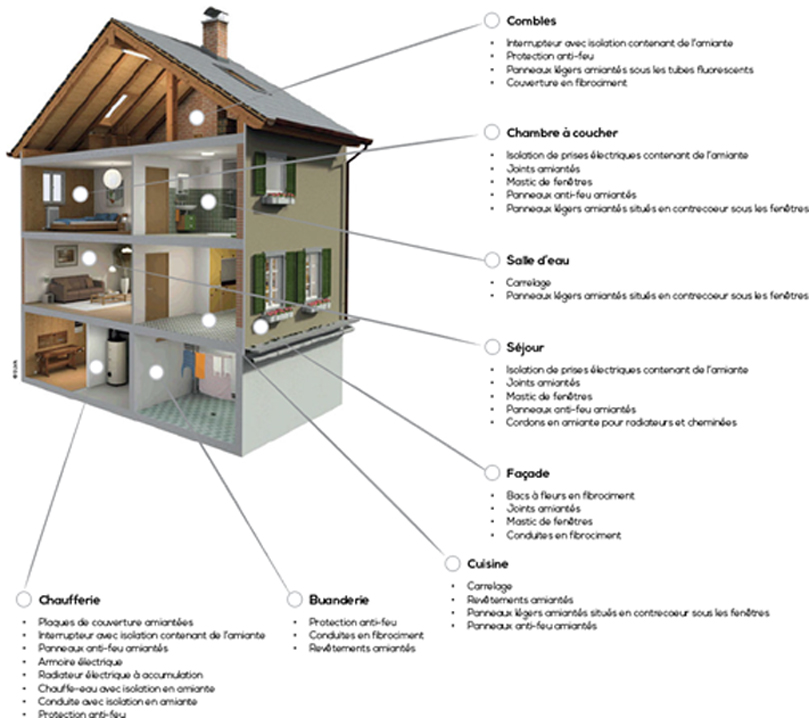 Combles
• Interrupteur avec isolation contenant de l'amiante
• Protection anti-feu
• Panneaux légers amiantés sous les tubes fluorescents
• Couverture en fibrociment
Chambre à coucher
• Isolation de prises électriques contenant de l'amiante
• Joints amiantés
• Mastic de fenêtres
• Panneaux anti-feu amiantés
• Panneaux légers amiantés situés en contrecoeur sous les fenêtres
Salle d'eau
• Carrelage
• Panneaux légers amiantés situés en contrecoeur sous les fenêtres
Séjour
• Isolation de prises électriques contenant de l'amiante
• Joints amiantés
• Mastic de fenêtres
• Panneaux anti-feu amiantés
• Cordons en amiante pour radiateurs et cheminées
Façade
• Bacs à fleurs en fibrociment
• Joints amiantés
• Mastic de fenêtres
• Conduites en fibrociment
Cuisine
• Carrelage
• Revêtements amiantés
• Panneaux légers amiantés situés en contrecoeur sous les fenêtres
• Panneaux anti-feu amiantés
Chaufferie
• Plaques de couverture amiantées
• Interrupteur avec isolation contenant de l'amiante
• Panneaux anti-feu amiantés
• Armoire électrique
• Radiateur électrique à accumulation
• Chauffe-eau avec isolation en amiante
• Conduite avec isolation en amiante
• Protection anti-feu
Buanderie
• Protection anti-feu
• Conduites en fibrociment
• Revêtements amiantés